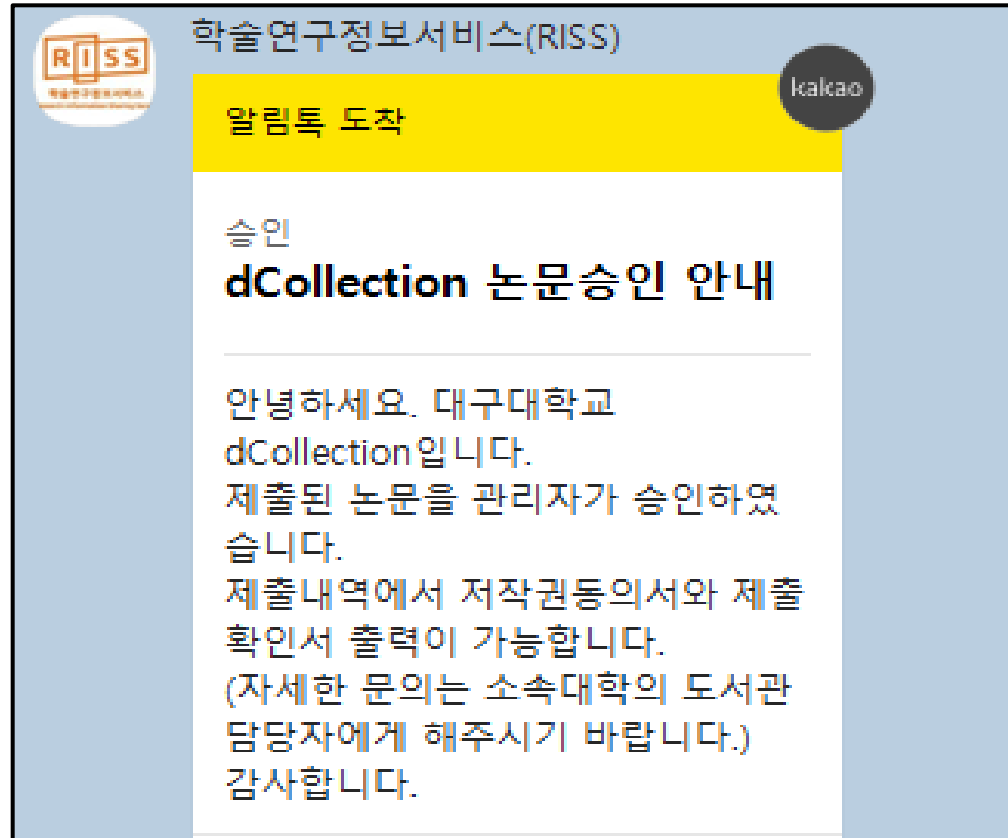 RISS
학술연구정보서비스(RISS)
kakao
알림톡 도착
승인
dCollection 논문승인 안내
안녕하세요. 대구대학교
dCollection입니다.
제출된 논문을 관리자가 승인하였
습니다.
제출내역에서 저작권동의서와 제출
확인서 출력이 가능합니다.
(자세한 문의는 소속대학의 도서관
담당자에게 해주시기 바랍니다.)
감사합니다.